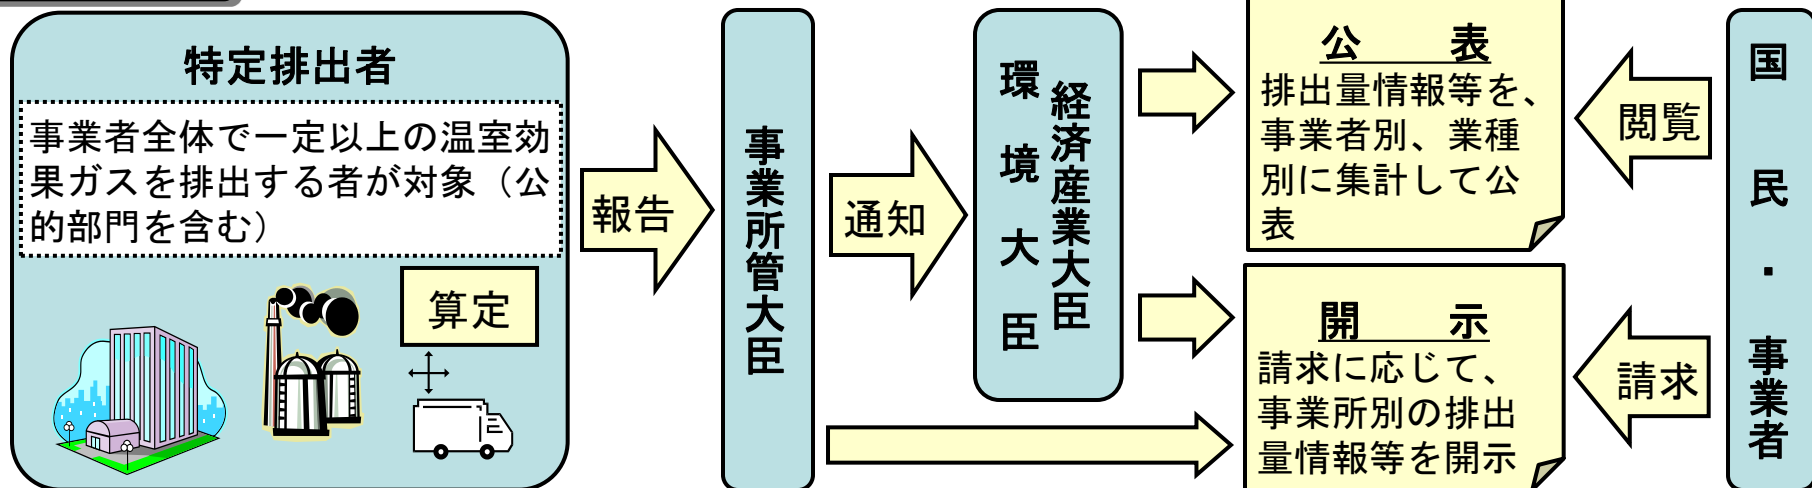 特定排出者
事業者全体で一定以上の温室効
果ガスを排出する者が対象（公
的部門を含む）
算定
報告
事業所管大臣
通知
環境大臣
経済産業大臣
公　表
排出量情報等を、
事業者別、業種
別に集計して公
表
開　示
請求に応じて、
事業所別の排出
量情報等を開示
閲覧
請求
国民・事業者